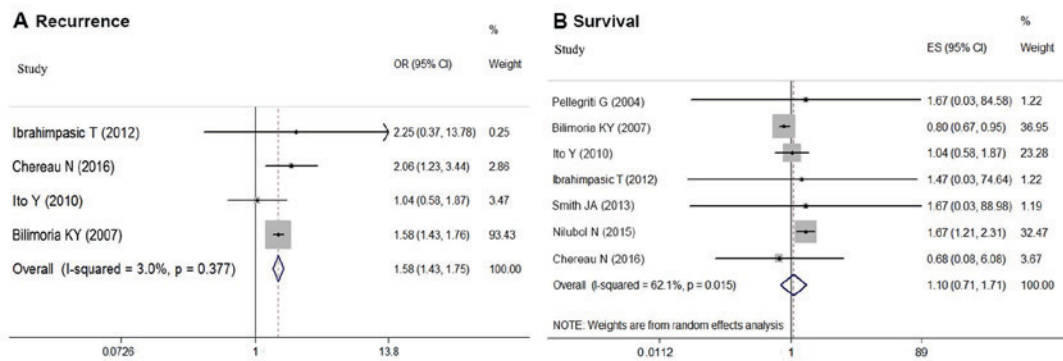 A Recurrence
%
Study OR (95% CI) Weight
Ibrahimpasic T (2012) 2.25 (0.37, 13.78) 0.25
Chereau N (2016) 2.06 (1.23, 3.44) 2.86
Ito Y (2010) 1.04 (0.58, 1.87) 3.47
Bilimoria KY (2007) 1.58 (1.43, 1.76) 93.43
Overall (I-squared = 3.0%, p = 0.377) 1.58 (1.43, 1.75) 100.00
0.0726 1 13.8
B Survival
%
Study ES (95% CI) Weight
Pellegriti G (2004) 1.67 (0.03, 84.58) 1.22
Bilimoria KY (2007) 0.80 (0.67, 0.95) 36.95
Ito Y (2010) 1.04 (0.58, 1.87) 23.28
Ibrahimpasic T (2012) 1.47 (0.03, 74.64) 1.22
Smith JA (2013) 1.67 (0.03, 88.98) 1.19
Nilubol N (2015) 1.67 (1.21, 2.31) 32.47
Chereau N (2016) 0.68 (0.08, 6.08) 3.67
Overall (I-squared = 62.1%, p = 0.015) 1.10 (0.71, 1.71) 100.00
NOTE: Weights are from random effects analysis
0.0112 1 89